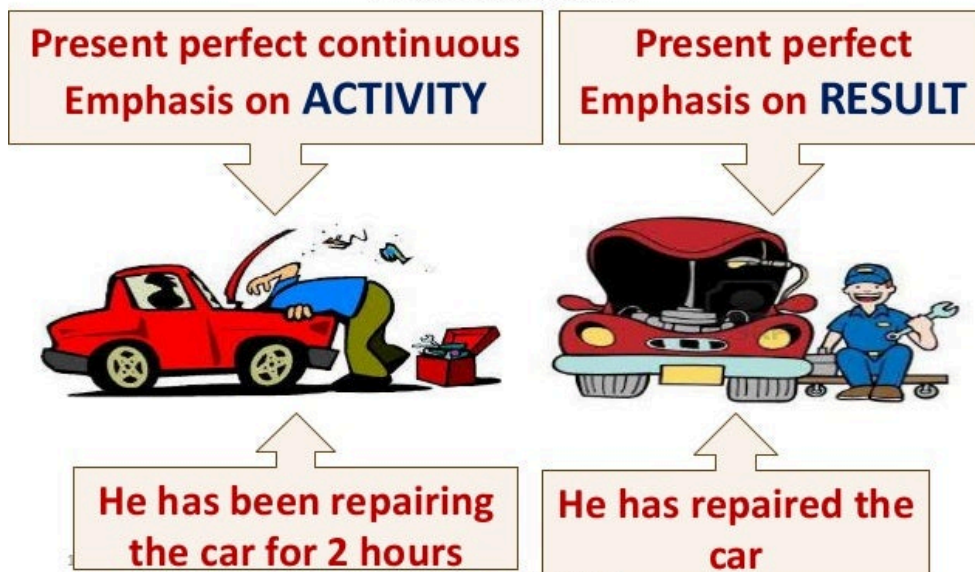 Present perfect continuous
Emphasis on ACTIVITY
Present perfect
Emphasis on RESULT
He has been repairing
the car for 2 hours
He has repaired the
car